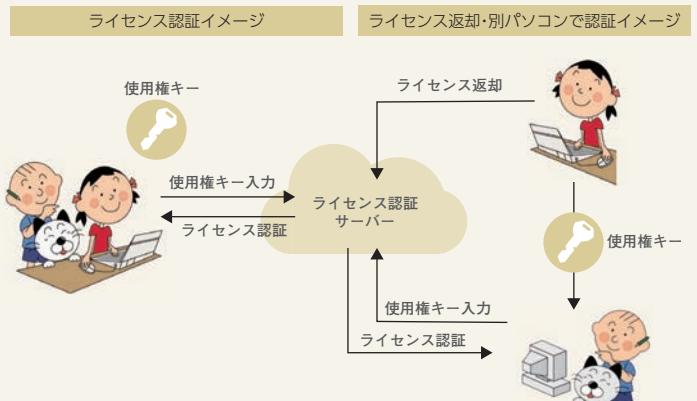 ライセンス認証イメージ
ライセンス返却・別パソコンで認証イメージ
使用権キー
使用権キー入力
ライセンス認証
ライセンス認証
サーバー
ライセンス返却
使用権キー
使用権キー入力
ライセンス認証